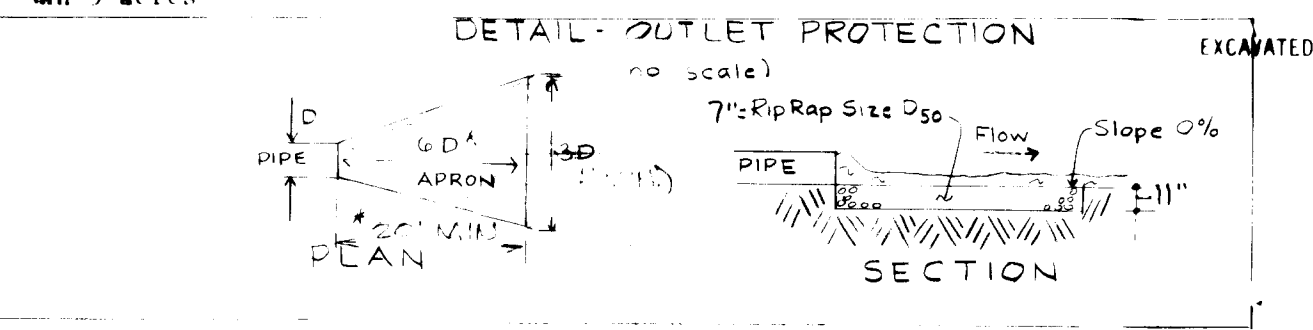 DETAIL - OUTLET PROTECTION
EXCAVATED
no scale)
7"= RipRap Size D50
Flow
Slope 0%
D
PIPE
6D*
APRON
3D
* 20' MIN
PLAN
PIPE
11"
SECTION